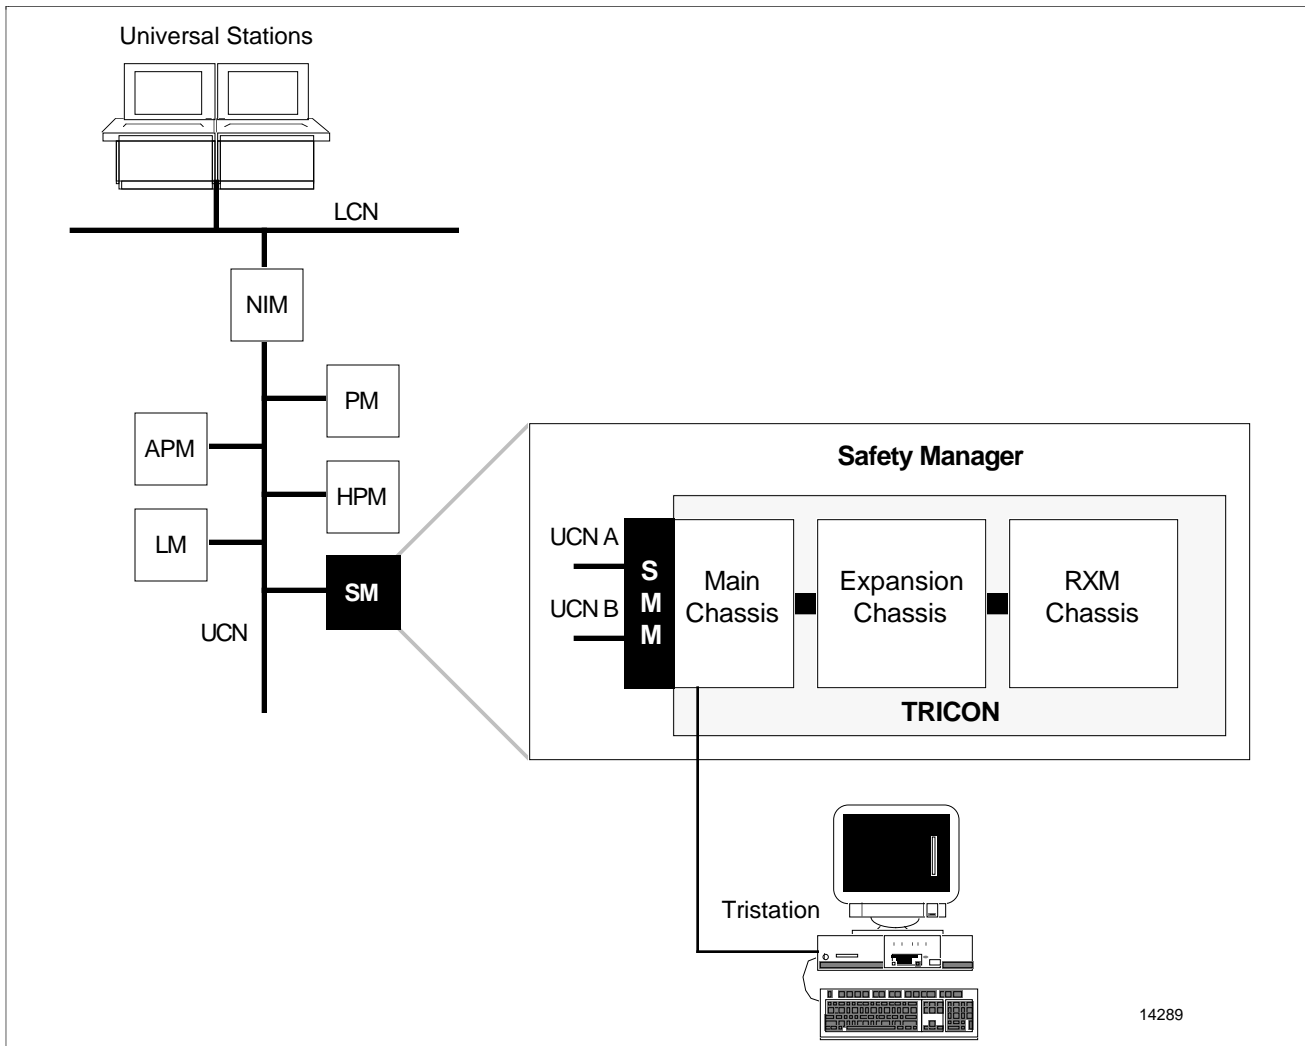 Universal Stations
LCN
NIM
PM
APM
HPM
LM
SM
UCN
Safety Manager
UCN A
UCN B
S
M
M
Main
Chassis
Expansion
Chassis
RXM
Chassis
TRICON
Tristation
14289